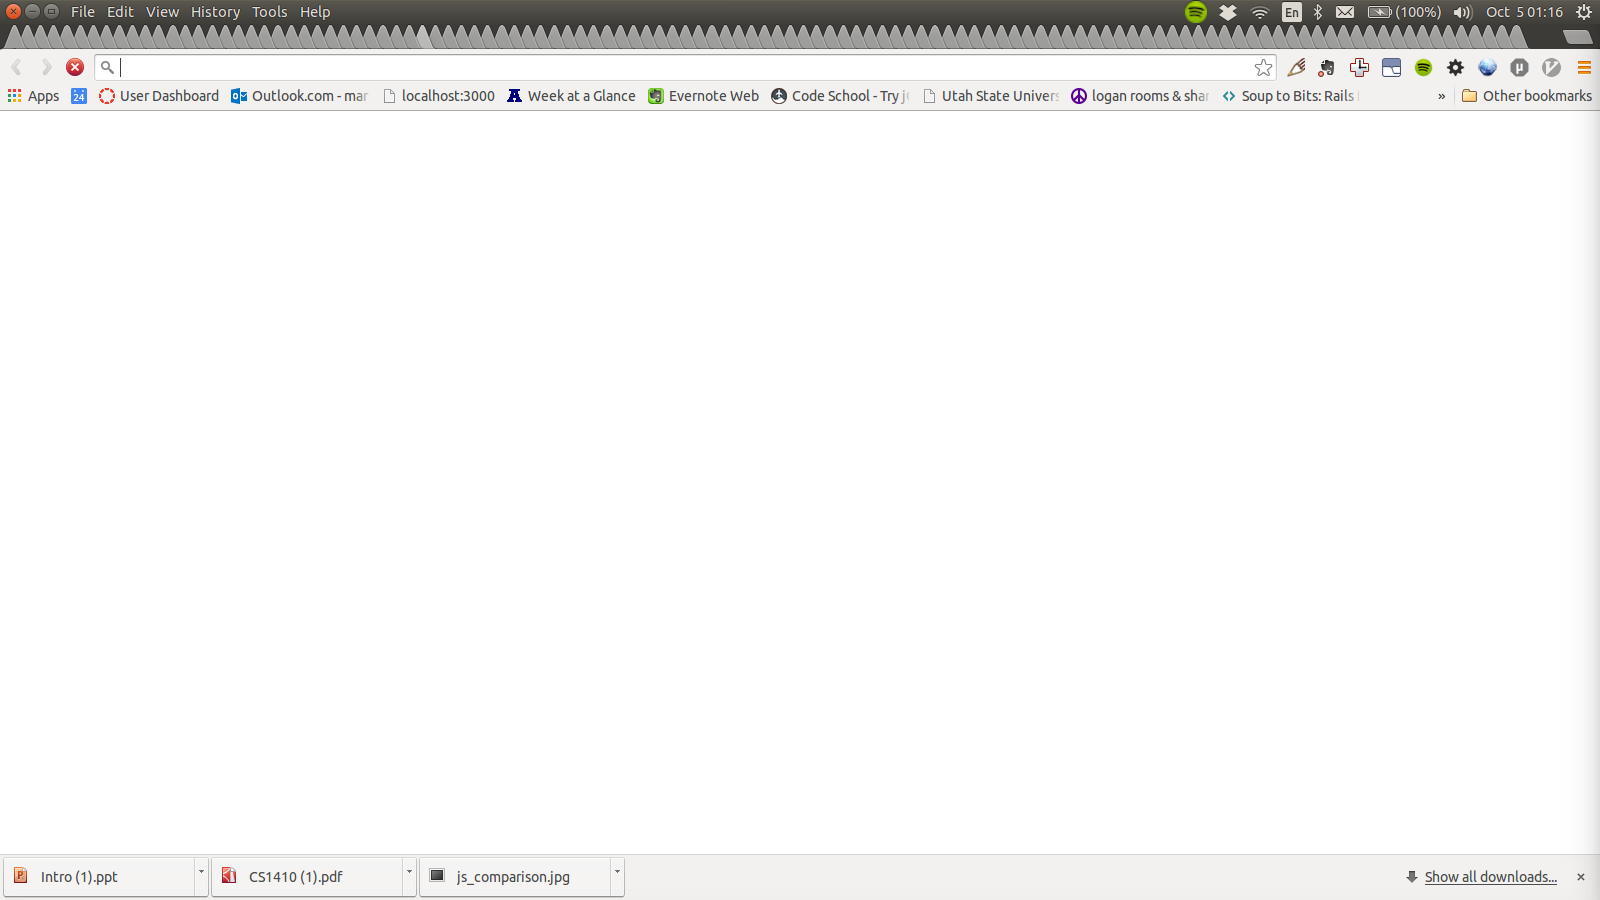 File Edit View History Tools Help En (100%) Oct 5 01:16
Apps 24 User Dashboard Outlook.com - mar localhost:3000 Week at a Glance Evernote Web Code School - Try j Utah State Univers logan rooms & shar Soup to Bits: Rails » Other bookmarks
Intro (1).ppt CS1410 (1).pdf js_comparison.jpg Show all downloads...